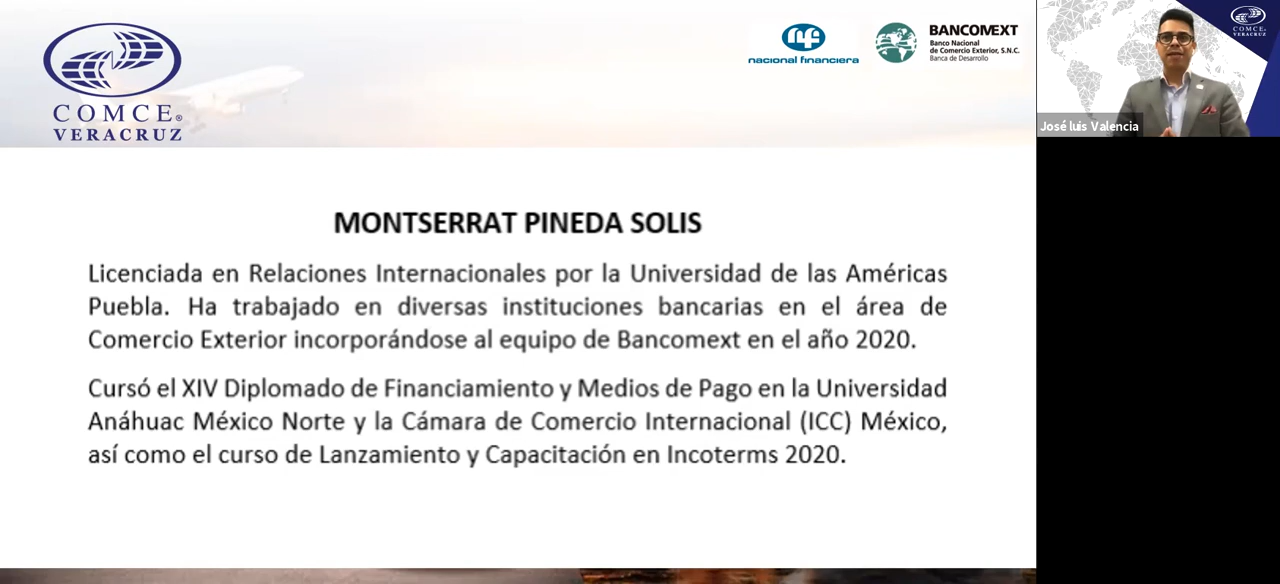 COMCE®
VERACRUZ
nacional financiera
BANCOMEXT
Banco Nacional
de Comercio Exterior, S.N.C.
Banca de Desarrollo
COMCE
VERACRUZ
José luis Valencia
MONTSERRAT PINEDA SOLIS
Licenciada en Relaciones Internacionales por la Universidad de las Américas
Puebla. Ha trabajado en diversas instituciones bancarias en el área de
Comercio Exterior incorporándose al equipo de Bancomext en el año 2020.
Cursó el XIV Diplomado de Financiamiento y Medios de Pago en la Universidad
Anáhuac México Norte y la Cámara de Comercio Internacional (ICC) México,
así como el curso de Lanzamiento y Capacitación en Incoterms 2020.